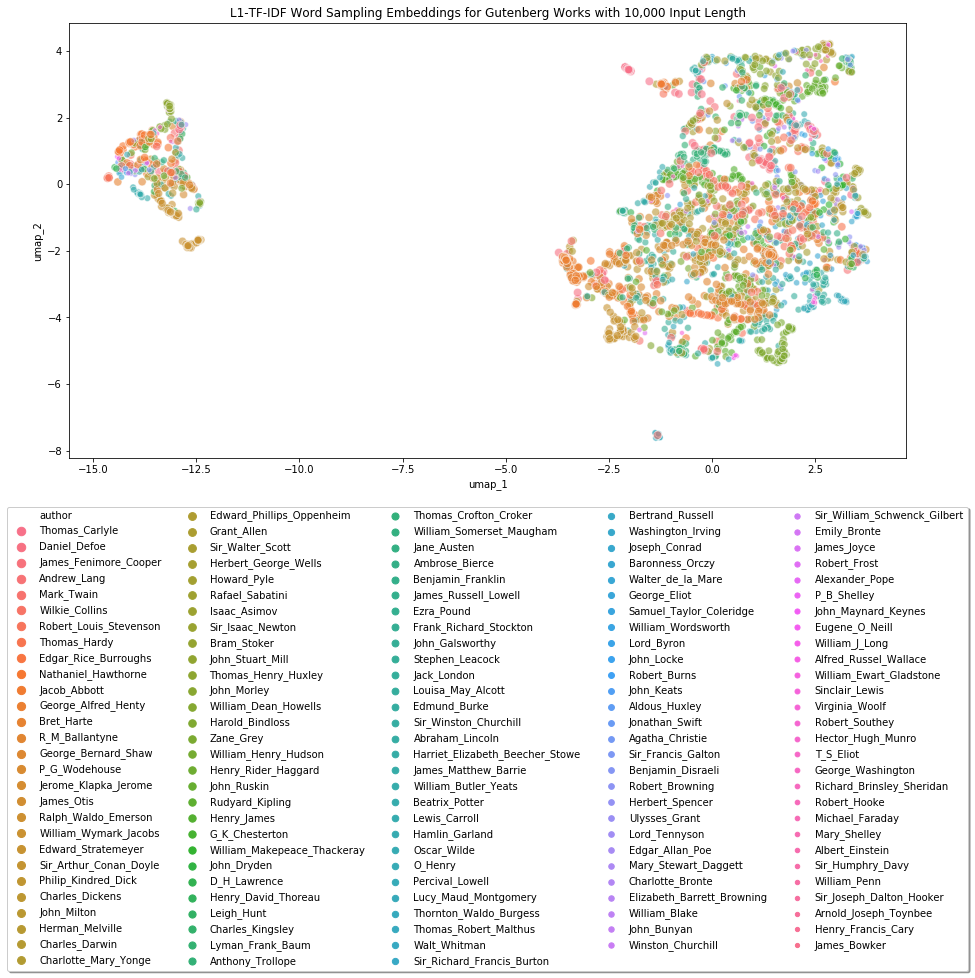 L1-TF-IDF Word Sampling Embeddings for Gutenberg Works with 10,000 Input Length
4
2
0
−2
−4
−6
−8
umap_2
−15.0 −12.5 −10.0 −7.5 −5.0 −2.5 0.0 2.5
umap_1
author
Thomas_Carlyle
Daniel_Defoe
James_Fenimore_Cooper
Andrew_Lang
Mark_Twain
Wilkie_Collins
Robert_Louis_Stevenson
Thomas_Hardy
Edgar_Rice_Burroughs
Nathaniel_Hawthorne
Jacob_Abbott
George_Alfred_Henty
Bret_Harte
R_M_Ballantyne
George_Bernard_Shaw
P_G_Wodehouse
Jerome_Klapka_Jerome
James_Otis
Ralph_Waldo_Emerson
William_Wymark_Jacobs
Edward_Stratemeyer
Sir_Arthur_Conan_Doyle
Philip_Kindred_Dick
Charles_Dickens
John_Milton
Herman_Melville
Charles_Darwin
Charlotte_Mary_Yonge
Edward_Phillips_Oppenheim
Grant_Allen
Sir_Walter_Scott
Herbert_George_Wells
Howard_Pyle
Rafael_Sabatini
Isaac_Asimov
Sir_Isaac_Newton
Bram_Stoker
John_Stuart_Mill
Thomas_Henry_Huxley
John_Morley
William_Dean_Howells
Harold_Bindloss
Zane_Grey
William_Henry_Hudson
Henry_Rider_Haggard
John_Ruskin
Rudyard_Kipling
Henry_James
G_K_Chesterton
William_Makepeace_Thackeray
John_Dryden
D_H_Lawrence
Henry_David_Thoreau
Leigh_Hunt
Charles_Kingsley
Lyman_Frank_Baum
Anthony_Trollope
Thomas_Crofton_Croker
William_Somerset_Maugham
Jane_Austen
Ambrose_Bierce
Benjamin_Franklin
James_Russell_Lowell
Ezra_Pound
Frank_Richard_Stockton
John_Galsworthy
Stephen_Leacock
Jack_London
Louisa_May_Alcott
Edmund_Burke
Sir_Winston_Churchill
Abraham_Lincoln
Harriet_Elizabeth_Beecher_Stowe
James_Matthew_Barrie
William_Butler_Yeats
Beatrix_Potter
Lewis_Carroll
Hamlin_Garland
Oscar_Wilde
O_Henry
Percival_Lowell
Lucy_Maud_Montgomery
Thornton_Waldo_Burgess
Thomas_Robert_Malthus
Walt_Whitman
Sir_Richard_Francis_Burton
Bertrand_Russell
Washington_Irving
Joseph_Conrad
Baronness_Orczy
Walter_de_la_Mare
George_Eliot
Samuel_Taylor_Coleridge
William_Wordsworth
Lord_Byron
John_Locke
Robert_Burns
John_Keats
Aldous_Huxley
Jonathan_Swift
Agatha_Christie
Sir_Francis_Galton
Benjamin_Disraeli
Robert_Browning
Herbert_Spencer
Ulysses_Grant
Lord_Tennyson
Edgar_Allan_Poe
Mary_Stewart_Daggett
Charlotte_Bronte
Elizabeth_Barrett_Browning
William_Blake
John_Bunyan
Winston_Churchill
Sir_William_Schwenck_Gilbert
Emily_Bronte
James_Joyce
Robert_Frost
Alexander_Pope
P_B_Shelley
John_Maynard_Keynes
Eugene_O_Neill
William_J_Long
Alfred_Russel_Wallace
William_Ewart_Gladstone
Sinclair_Lewis
Virginia_Woolf
Robert_Southey
Hector_Hugh_Munro
T_S_Eliot
George_Washington
Richard_Brinsley_Sheridan
Robert_Hooke
Michael_Faraday
Mary_Shelley
Albert_Einstein
Sir_Humphry_Davy
William_Penn
Sir_Joseph_Dalton_Hooker
Arnold_Joseph_Toynbee
Henry_Francis_Cary
James_Bowker